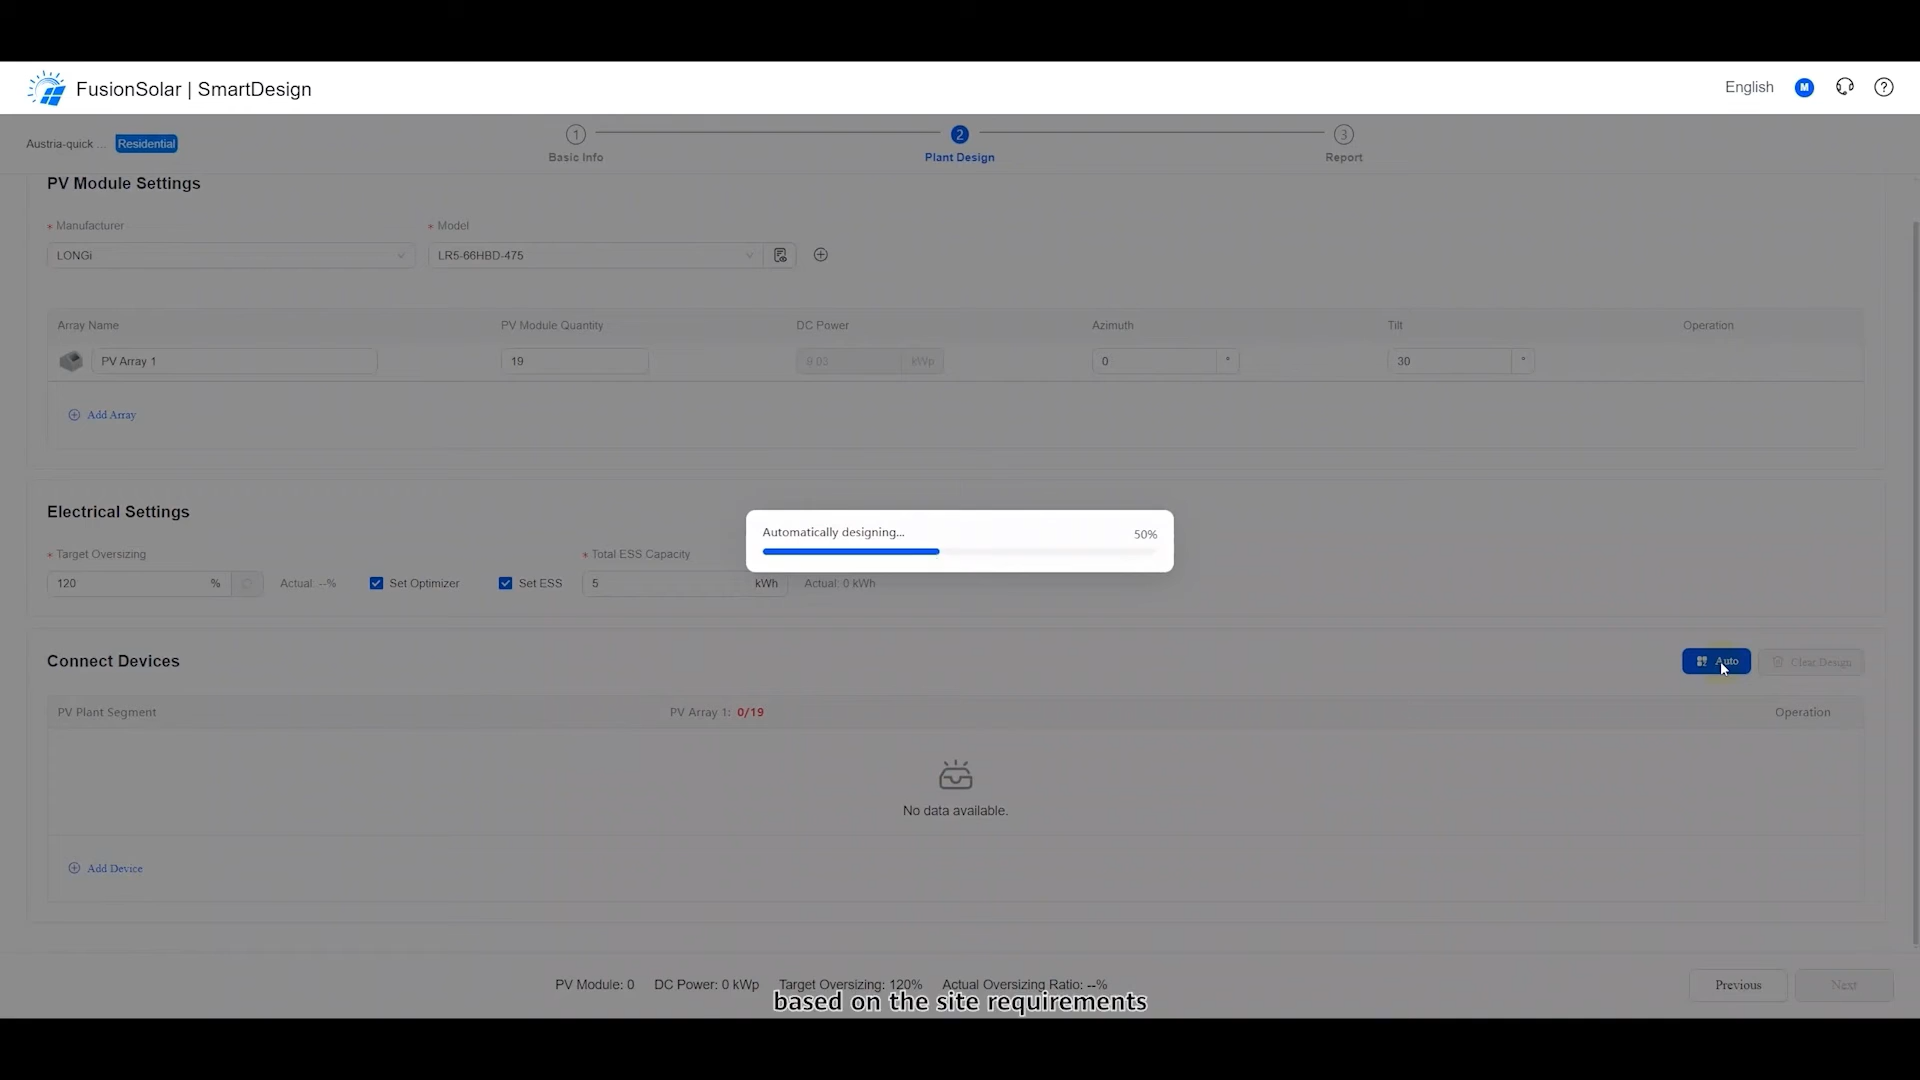 FusionSolar | SmartDesign
English
M
?
Austria-quick ... Residential
1
Basic Info
2
Plant Design
3
Report
PV Module Settings
* Manufacturer
* Model
LONGi
LR5-66HBD-475
Array Name
PV Module Quantity
DC Power
Azimuth
Tilt
Operation
PV Array 1
19
9.03 kWp
0 °
30 °
Add Array
Electrical Settings
Automatically designing...
50%
* Target Oversizing
* Total ESS Capacity
120 %
Actual: --%
Set Optimizer
Set ESS
5 kWh
Actual: 0 kWh
Connect Devices
Auto
Clear Design
PV Plant Segment
PV Array 1: 0/19
Operation
No data available.
Add Device
PV Module: 0 DC Power: 0 kWp Target Oversizing: 120% Actual Oversizing Ratio: --%
Previous
Next
based on the site requirements